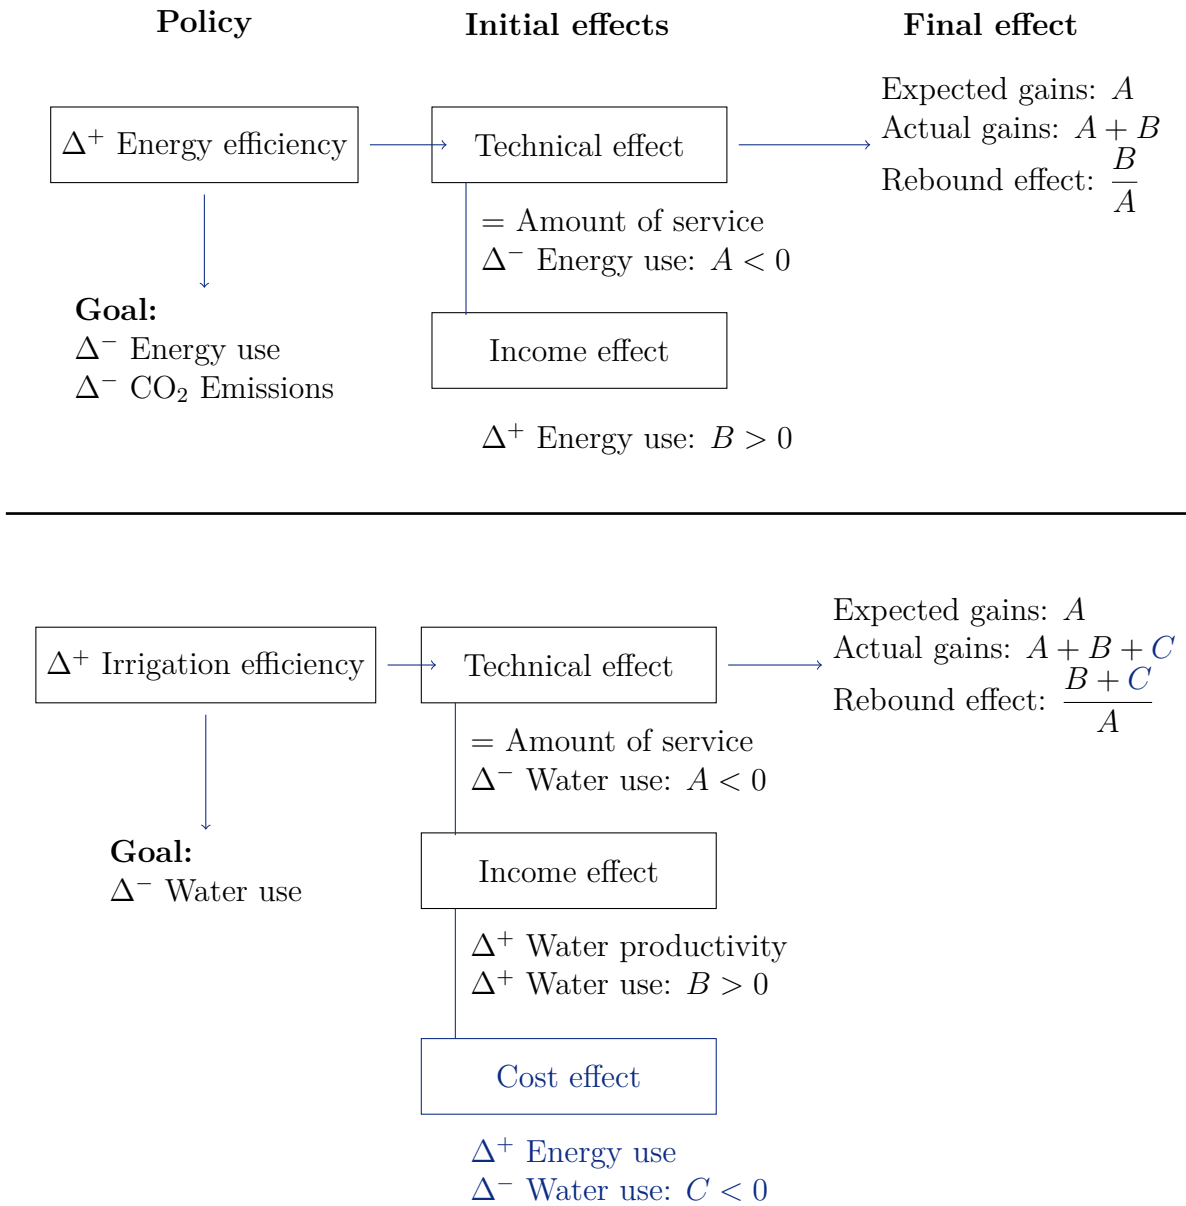 Policy
Initial effects
Final effect
Δ⁺ Energy efficiency
Goal:
Δ⁻ Energy use
Δ⁻ CO₂ Emissions
Technical effect
= Amount of service
Δ⁻ Energy use: A < 0
Income effect
Δ⁺ Energy use: B > 0
Expected gains: A
Actual gains: A + B
Rebound effect: B/A
Δ⁺ Irrigation efficiency
Goal:
Δ⁻ Water use
Technical effect
= Amount of service
Δ⁻ Water use: A < 0
Income effect
Δ⁺ Water productivity
Δ⁺ Water use: B > 0
Cost effect
Δ⁺ Energy use
Δ⁻ Water use: C < 0
Expected gains: A
Actual gains: A + B + C
Rebound effect: (B + C)/A